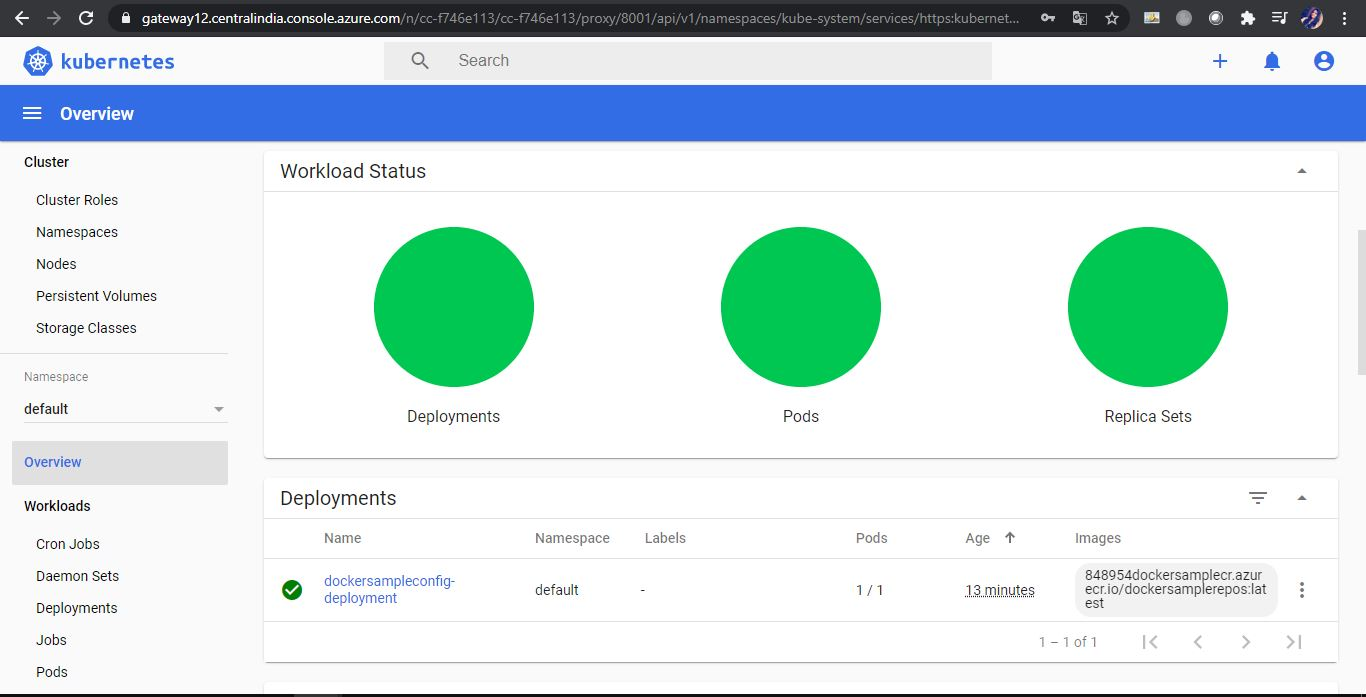 gateway12.centralindia.console.azure.com/n/cc-f746e113/cc-f746e113/proxy/8001/api/v1/namespaces/kube-system/services/https:kubernet...
kubernetes
Search
Overview
Cluster
Cluster Roles
Namespaces
Nodes
Persistent Volumes
Storage Classes
Namespace
default
Overview
Workloads
Cron Jobs
Daemon Sets
Deployments
Jobs
Pods
Workload Status
Deployments
Pods
Replica Sets
Deployments
Name
Namespace
Labels
Pods
Age
Images
dockersampleconfig-
deployment
default
-
1 / 1
13 minutes
848954dockersamplecr.azur
ecr.io/dockersamplerepos:lat
est
1 – 1 of 1